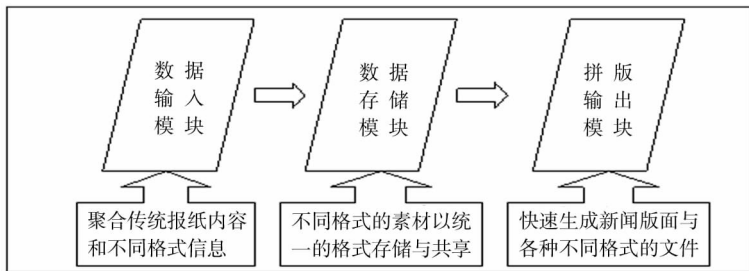 数据
输入
模块
数据
存储
模块
拼版
输出
模块
聚合传统报纸内容
和不同格式信息
不同格式的素材以统
一的格式存储与共享
快速生成新闻版面与
各种不同格式的文件